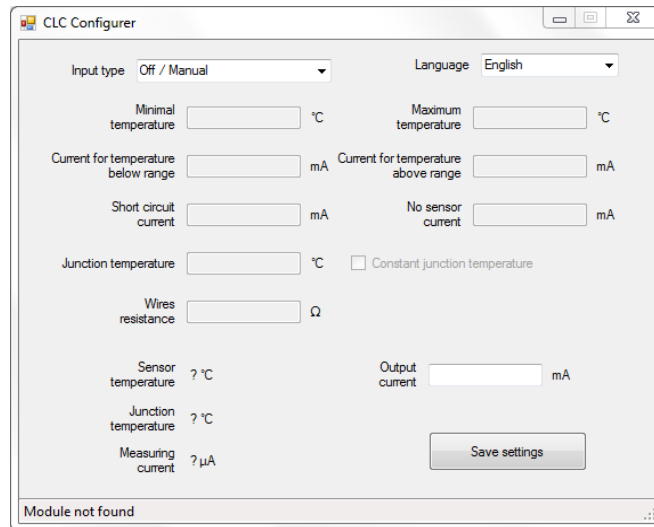 CLC Configurer
Input type Off / Manual Language English
Minimal temperature °C Maximum temperature °C
Current for temperature below range mA Current for temperature above range mA
Short circuit current mA No sensor current mA
Junction temperature °C Constant junction temperature
Wires resistance Ω
Sensor temperature ? °C Output current mA
Junction temperature ? °C
Measuring current ? µA Save settings
Module not found